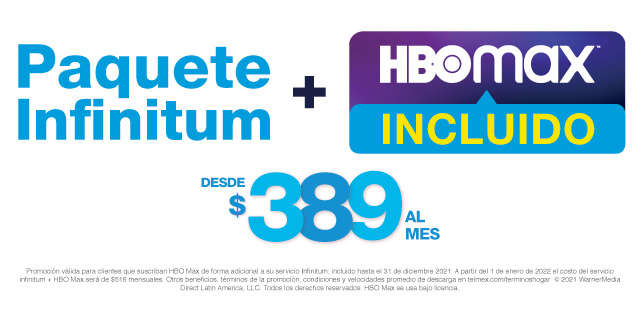 Paquete
Infinitum
+
HBOmax
INCLUIDO
DESDE
$389
AL
MES
Promoción válida para clientes que suscriban HBO Max de forma adicional a su servicio Infinitum; incluido hasta el 31 de diciembre 2021. A partir del 1 de enero de 2022 el costo del servicio
infinitum + HBO Max será de $516 mensuales. Otros beneficios, términos de la promoción, condiciones y velocidades promedio de descarga en telmex.com/terminoshogar © 2021 WarnerMedia
Direct Latin America, LLC. Todos los derechos reservados. HBO Max se usa bajo licencia.